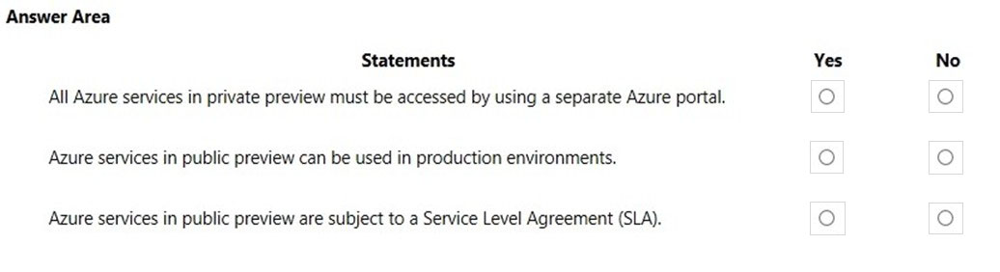 Answer Area
Statements Yes No
All Azure services in private preview must be accessed by using a separate Azure portal.
Azure services in public preview can be used in production environments.
Azure services in public preview are subject to a Service Level Agreement (SLA).